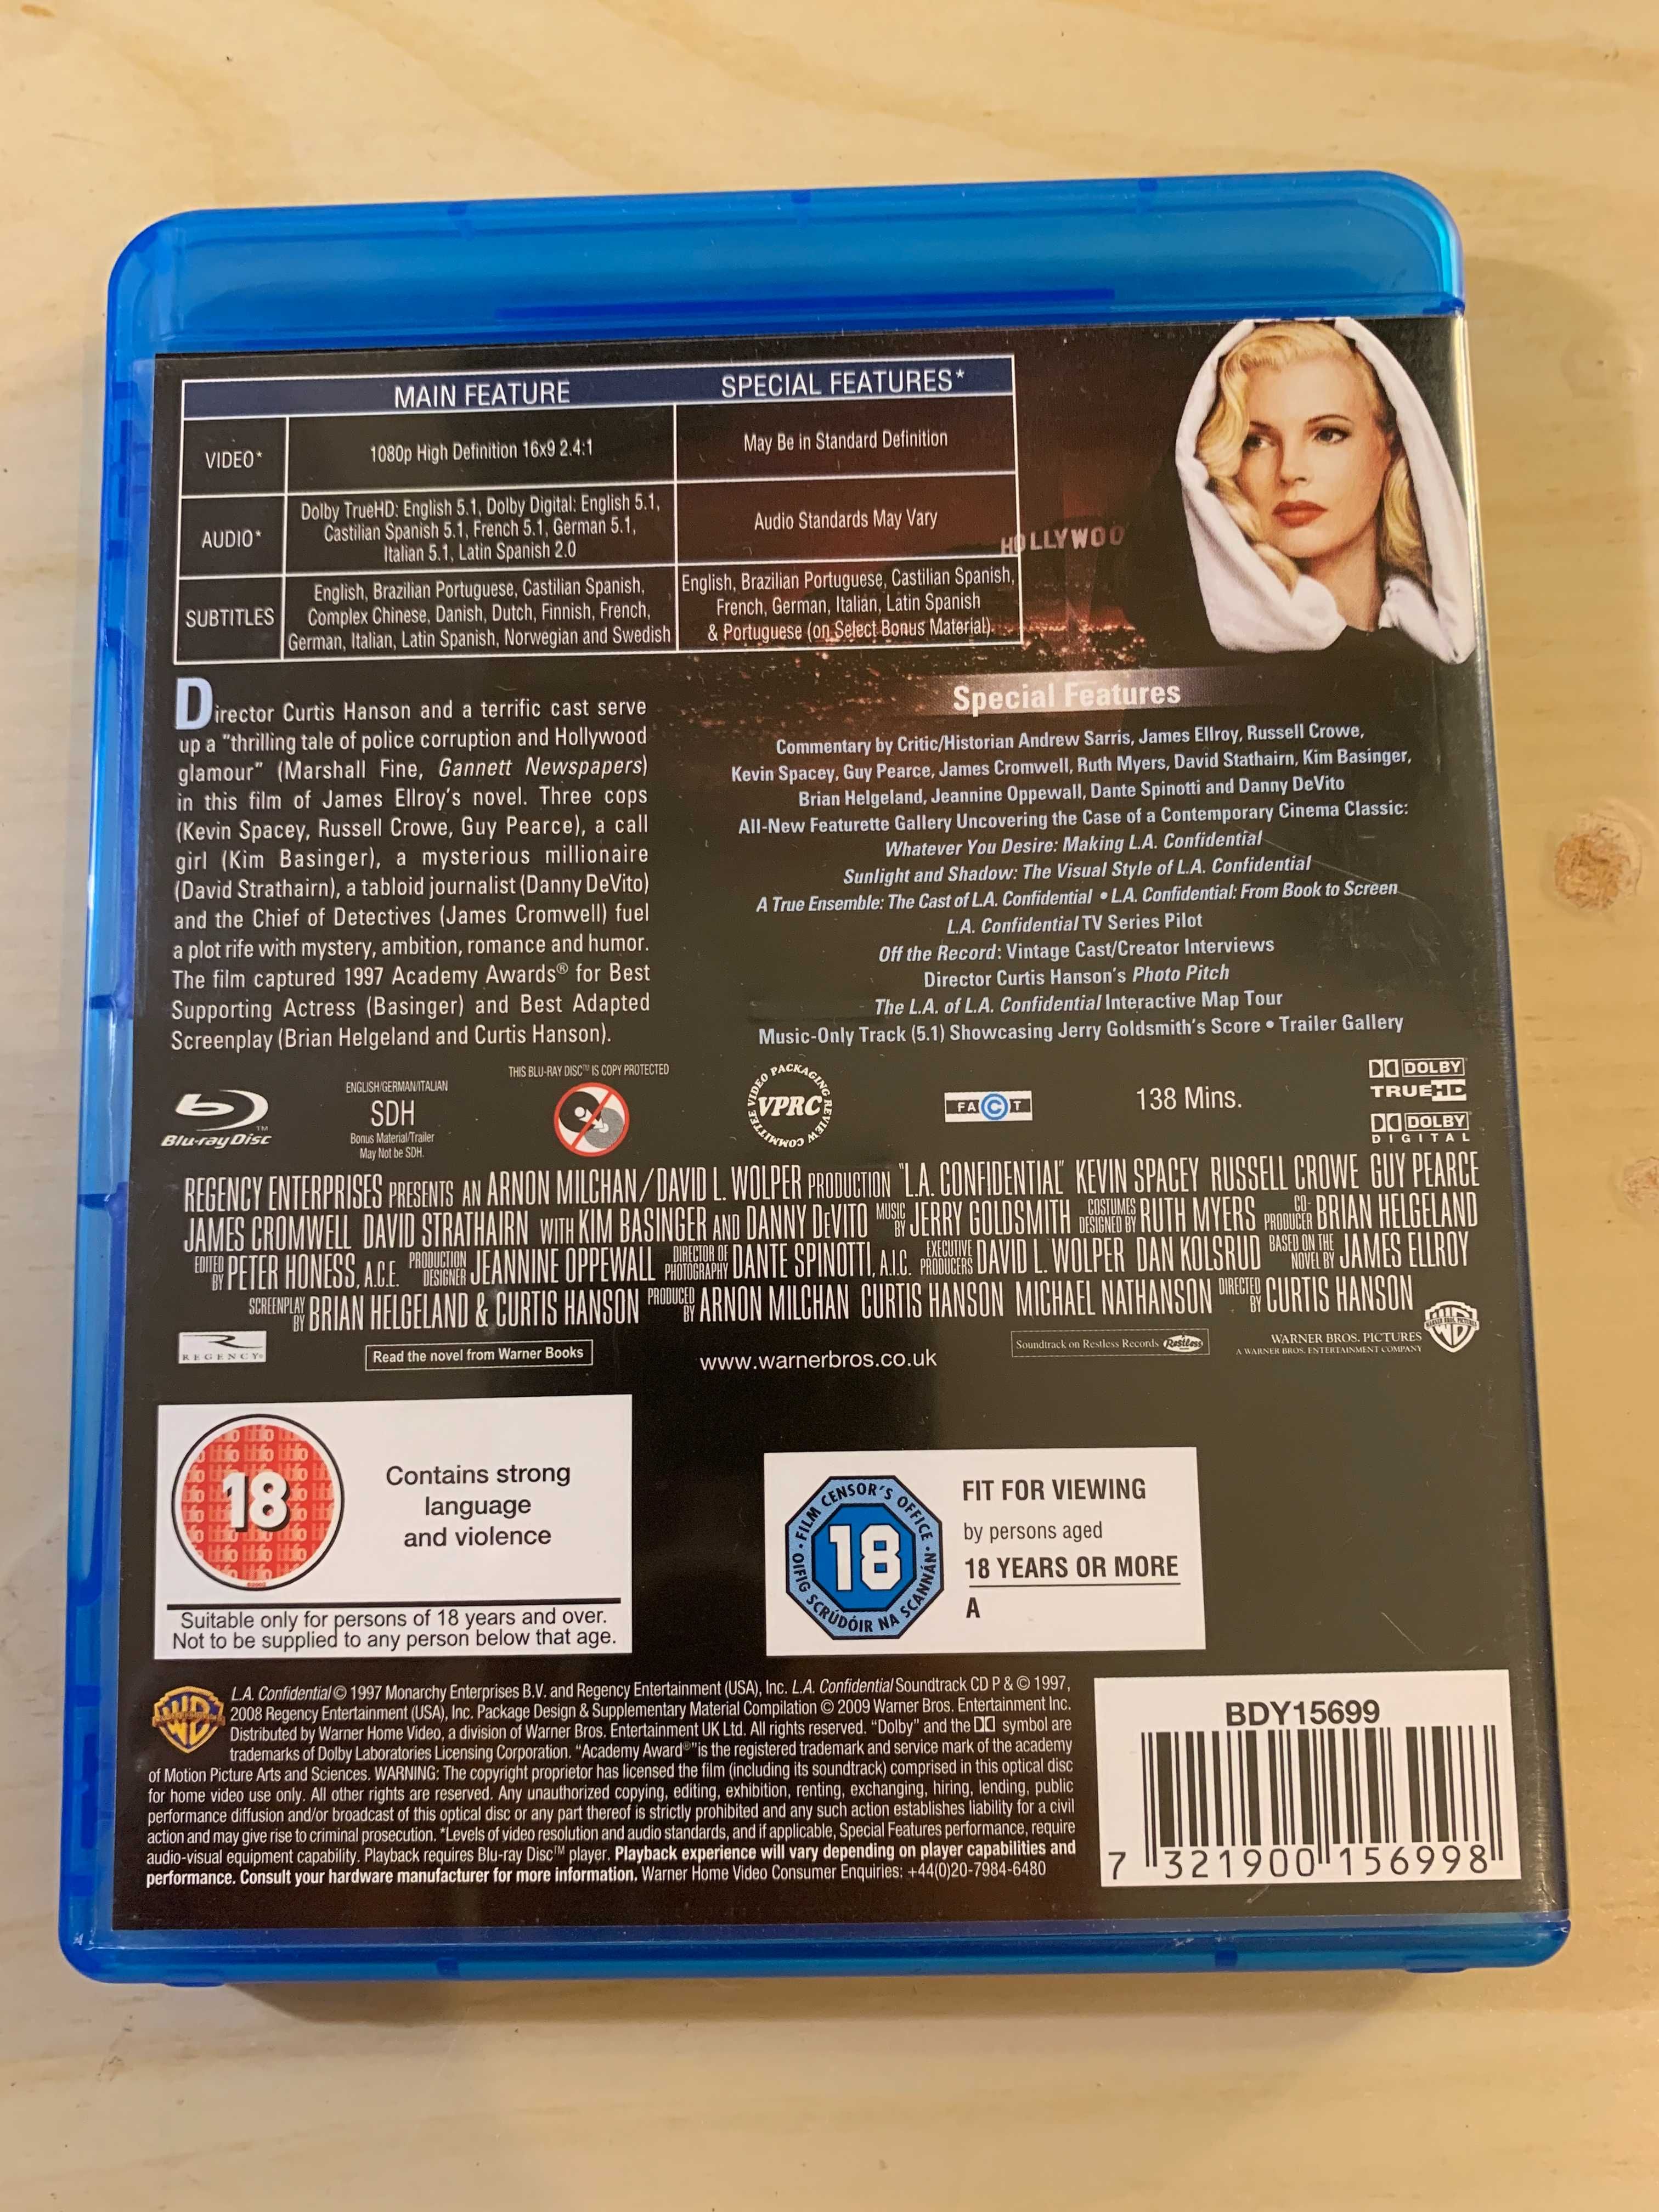 MAIN FEATURE SPECIAL FEATURES*
VIDEO* 1080p High Definition 16x9 2.4:1 May Be in Standard Definition
AUDIO* Dolby TrueHD: English 5.1, Dolby Digital: English 5.1,
Castilian Spanish 5.1, French 5.1, German 5.1,
Italian 5.1, Latin Spanish 2.0
Audio Standards May Vary
HOLLYWOO
SUBTITLES
English, Brazilian Portuguese, Castilian Spanish,
Complex Chinese, Danish, Dutch, Finnish, French,
German, Italian, Latin Spanish, Norwegian and Swedish
English, Brazilian Portuguese, Castilian Spanish,
French, German, Italian, Latin Spanish
& Portuguese (on Select Bonus Material).
Director Curtis Hanson and a terrific cast serve
up a "thrilling tale of police corruption and Hollywood
glamour" (Marshall Fine, Gannett Newspapers)
in this film of James Ellroy's novel. Three cops
(Kevin Spacey, Russell Crowe, Guy Pearce), a call
girl (Kim Basinger), a mysterious millionaire
(David Strathairn), a tabloid journalist (Danny DeVito)
and the Chief of Detectives (James Cromwell) fuel
a plot rife with mystery, ambition, romance and humor.
The film captured 1997 Academy Awards® for Best
Supporting Actress (Basinger) and Best Adapted
Screenplay (Brian Helgeland and Curtis Hanson).
Special Features
Commentary by Critic/Historian Andrew Sarris, James Ellroy, Russell Crowe,
Kevin Spacey, Guy Pearce, James Cromwell, Ruth Myers, David Stathairn, Kim Basinger,
Brian Helgeland, Jeannine Oppewall, Dante Spinotti and Danny DeVito
All-New Featurette Gallery Uncovering the Case of a Contemporary Cinema Classic:
Whatever You Desire: Making L.A. Confidential
Sunlight and Shadow: The Visual Style of L.A. Confidential
A True Ensemble: The Cast of L.A. Confidential • L.A. Confidential: From Book to Screen
L.A. Confidential TV Series Pilot
Off the Record: Vintage Cast/Creator Interviews
Director Curtis Hanson's Photo Pitch
The L.A. of L.A. Confidential Interactive Map Tour
Music-Only Track (5.1) Showcasing Jerry Goldsmith's Score • Trailer Gallery
Blu-ray Disc™
ENGLISH/GERMAN/ITALIAN
SDH
Bonus Material/Trailer
May Not be SDH.
THIS BLU-RAY DISC™ IS COPY PROTECTED
VIDEO PACKAGING REVIEW COMMITTEE
VPRC
FACT
138 Mins.
DOLBY
TRUEHD
DOLBY
DIGITAL
REGENCY ENTERPRISES PRESENTS AN ARNON MILCHAN/DAVID L. WOLPER PRODUCTION "L.A. CONFIDENTIAL" KEVIN SPACEY RUSSELL CROWE GUY PEARCE
JAMES CROMWELL DAVID STRATHAIRN WITH KIM BASINGER AND DANNY DeVITO MUSIC BY JERRY GOLDSMITH COSTUMES DESIGNED BY RUTH MYERS CO-PRODUCER BRIAN HELGELAND
EDITED BY PETER HONESS, A.C.E. PRODUCTION DESIGNER JEANNINE OPPEWALL DIRECTOR OF PHOTOGRAPHY DANTE SPINOTTI, A.I.C. EXECUTIVE PRODUCERS DAVID L. WOLPER DAN KOLSRUD BASED ON THE NOVEL BY JAMES ELLROY
SCREENPLAY BY BRIAN HELGELAND & CURTIS HANSON PRODUCED BY ARNON MILCHAN CURTIS HANSON MICHAEL NATHANSON DIRECTED BY CURTIS HANSON
REGENCY
Read the novel from Warner Books
www.warnerbros.co.uk
Soundtrack on Restless Records Restless
WARNER BROS. PICTURES
A WARNER BROS. ENTERTAINMENT COMPANY
18
Contains strong
language
and violence
Suitable only for persons of 18 years and over.
Not to be supplied to any person below that age.
FILM CENSOR'S OFFICE
18
OIFIG SCRÚDÓIR NA SCANNÁN
FIT FOR VIEWING
by persons aged
18 YEARS OR MORE
A
L.A. Confidential © 1997 Monarchy Enterprises B.V. and Regency Entertainment (USA), Inc. L.A. Confidential Soundtrack CD P & © 1997,
2008 Regency Entertainment (USA), Inc. Package Design & Supplementary Material Compilation © 2009 Warner Bros. Entertainment Inc.
Distributed by Warner Home Video, a division of Warner Bros. Entertainment UK Ltd. All rights reserved. "Dolby" and the symbol are
trademarks of Dolby Laboratories Licensing Corporation. "Academy Award®"is the registered trademark and service mark of the academy
of Motion Picture Arts and Sciences. WARNING: The copyright proprietor has licensed the film (including its soundtrack) comprised in this optical disc
for home video use only. All other rights are reserved. Any unauthorized copying, editing, exhibition, renting, exchanging, hiring, lending, public
performance diffusion and/or broadcast of this optical disc or any part thereof is strictly prohibited and any such action establishes liability for a civil
action and may give rise to criminal prosecution. *Levels of video resolution and audio standards, and if applicable, Special Features performance, require
audio-visual equipment capability. Playback requires Blu-ray Disc™ player. Playback experience will vary depending on player capabilities and
performance. Consult your hardware manufacturer for more information. Warner Home Video Consumer Enquiries: +44(0)20-7984-6480
BDY15699
7 321900 156998